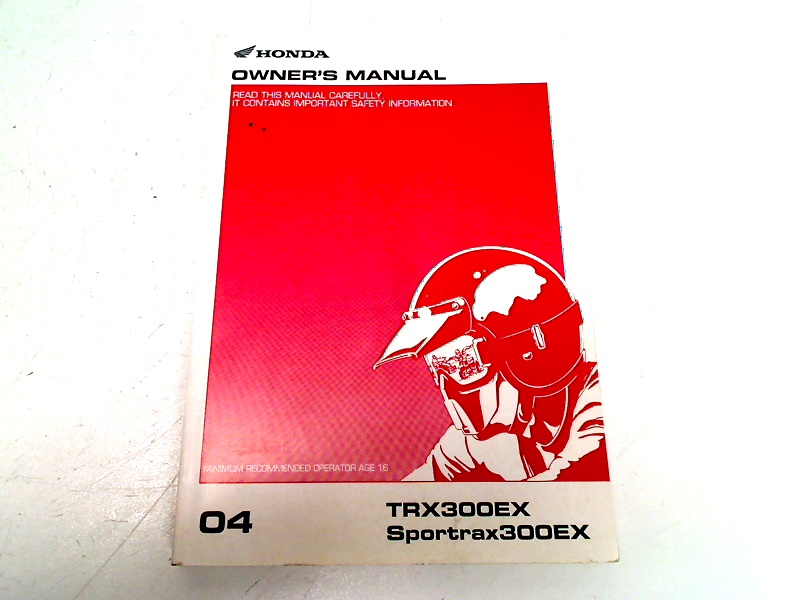 HONDA
OWNER'S MANUAL
READ THIS MANUAL CAREFULLY,
IT CONTAINS IMPORTANT SAFETY INFORMATION
MINIMUM RECOMMENDED OPERATOR AGE 16
04
TRX300EX
Sportrax300EX